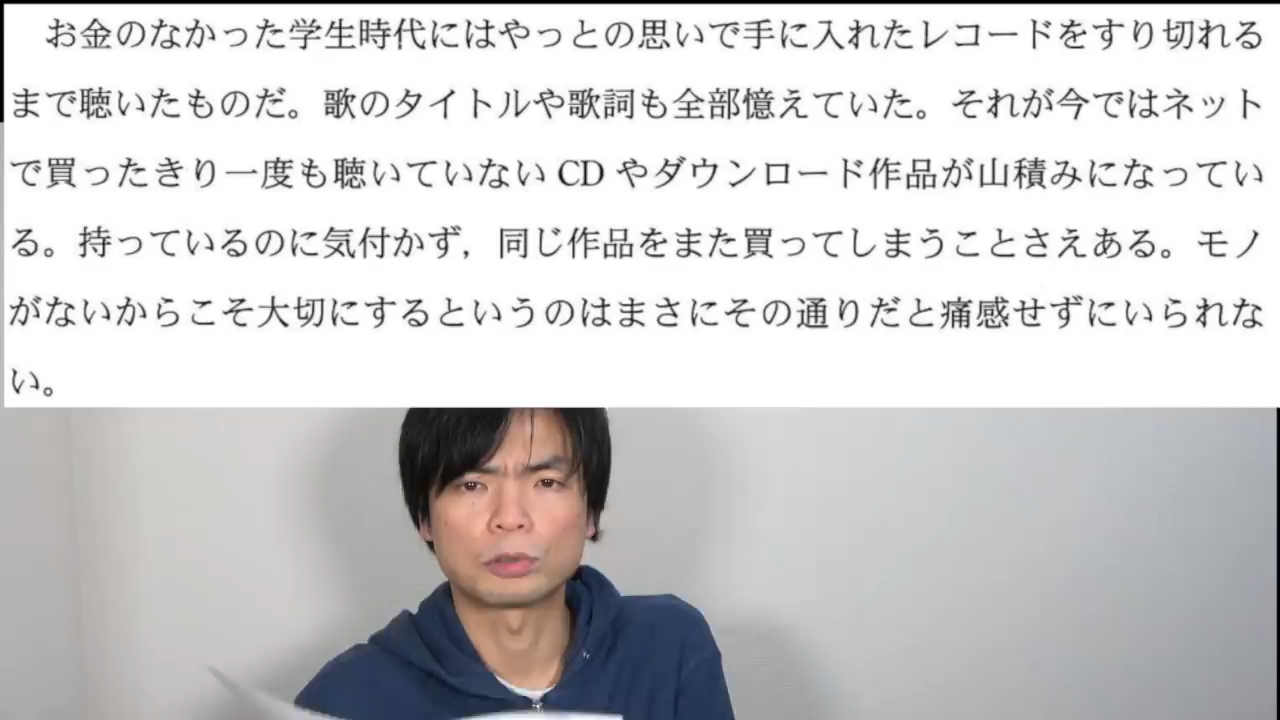 お金のなかった学生時代にはやっとの思いで手に入れたレコードをすり切れる
まで聴いたものだ。歌のタイトルや歌詞も全部憶えていた。それが今ではネット
で買ったきり一度も聴いていない CD やダウンロード作品が山積みになってい
る。持っているのに気付かず，同じ作品をまた買ってしまうことさえある。モノ
がないからこそ大切にするというのはまさにその通りだと痛感せずにいられな
い。